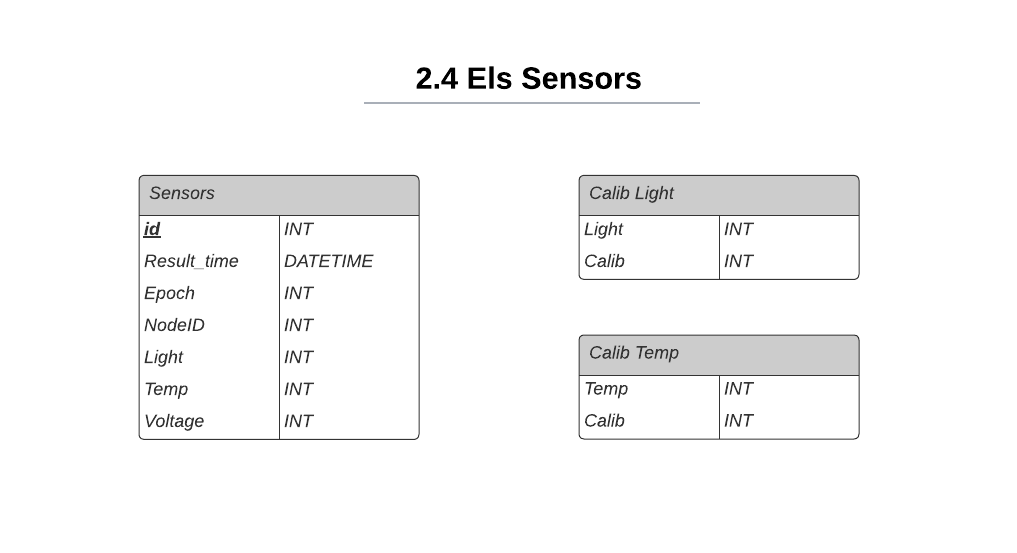 2.4 Els Sensors
Sensors
id INT
Result_time DATETIME
Epoch INT
NodeID INT
Light INT
Temp INT
Voltage INT
Calib Light
Light INT
Calib INT
Calib Temp
Temp INT
Calib INT